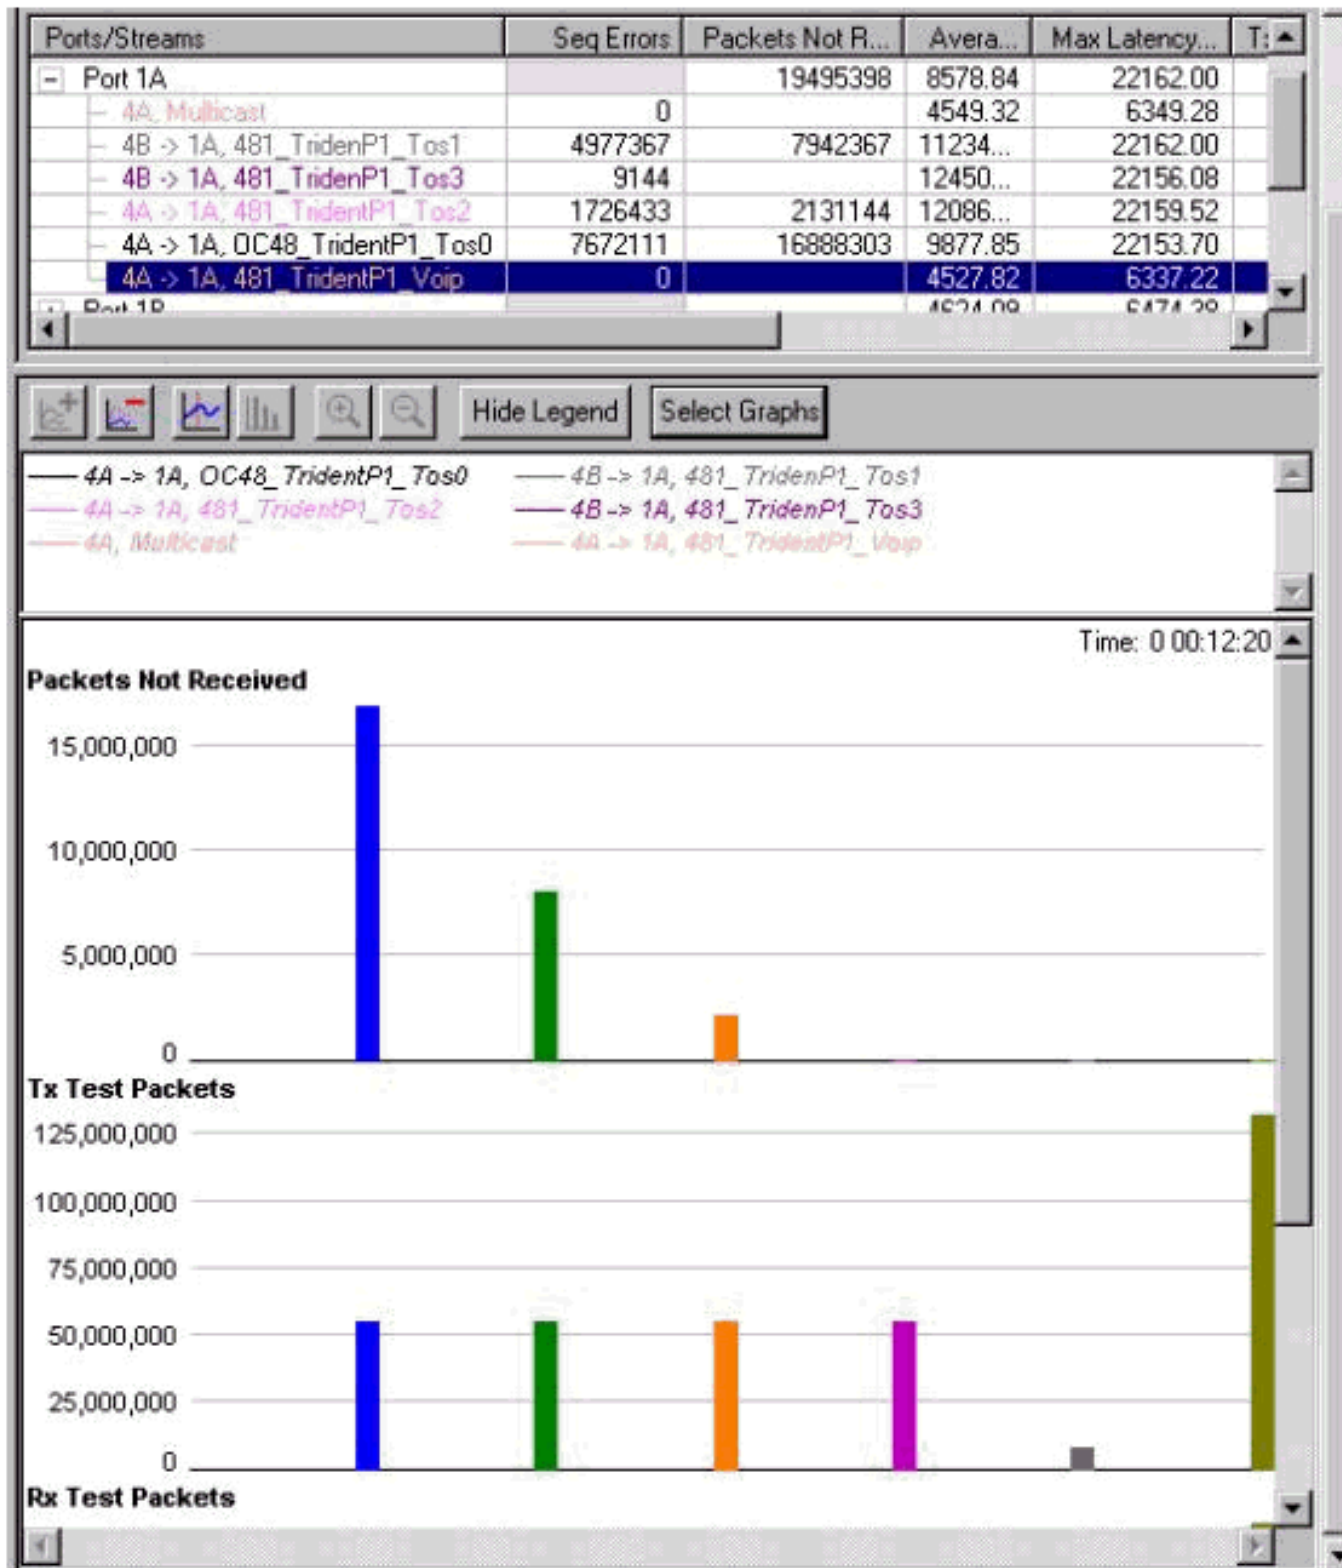 Ports/Streams Seq Errors Packets Not R... Avera... Max Latency...
Port 1A 19495398 8578.84 22162.00
4A, Multicast 0 4549.32 6349.28
4B -> 1A, 481_TridenP1_Tos1 4977367 7942367 11234... 22162.00
4B -> 1A, 481_TridenP1_Tos3 9144 12450... 22156.08
4A -> 1A, 481_TridentP1_Tos2 1726433 2131144 12086... 22159.52
4A -> 1A, OC48_TridentP1_Tos0 7672111 16888303 9877.85 22153.70
4A -> 1A, 481_TridentP1_Voip 0 4527.82 6337.22
Port 1B
Hide Legend Select Graphs
4A -> 1A, OC48_TridentP1_Tos0 4B -> 1A, 481_TridenP1_Tos1
4A -> 1A, 481_TridentP1_Tos2 4B -> 1A, 481_TridenP1_Tos3
4A, Multicast 4A -> 1A, 481_TridentP1_Voip
Time: 0 00:12:20
Packets Not Received
15,000,000
10,000,000
5,000,000
0
Tx Test Packets
125,000,000
100,000,000
75,000,000
50,000,000
25,000,000
0
Rx Test Packets